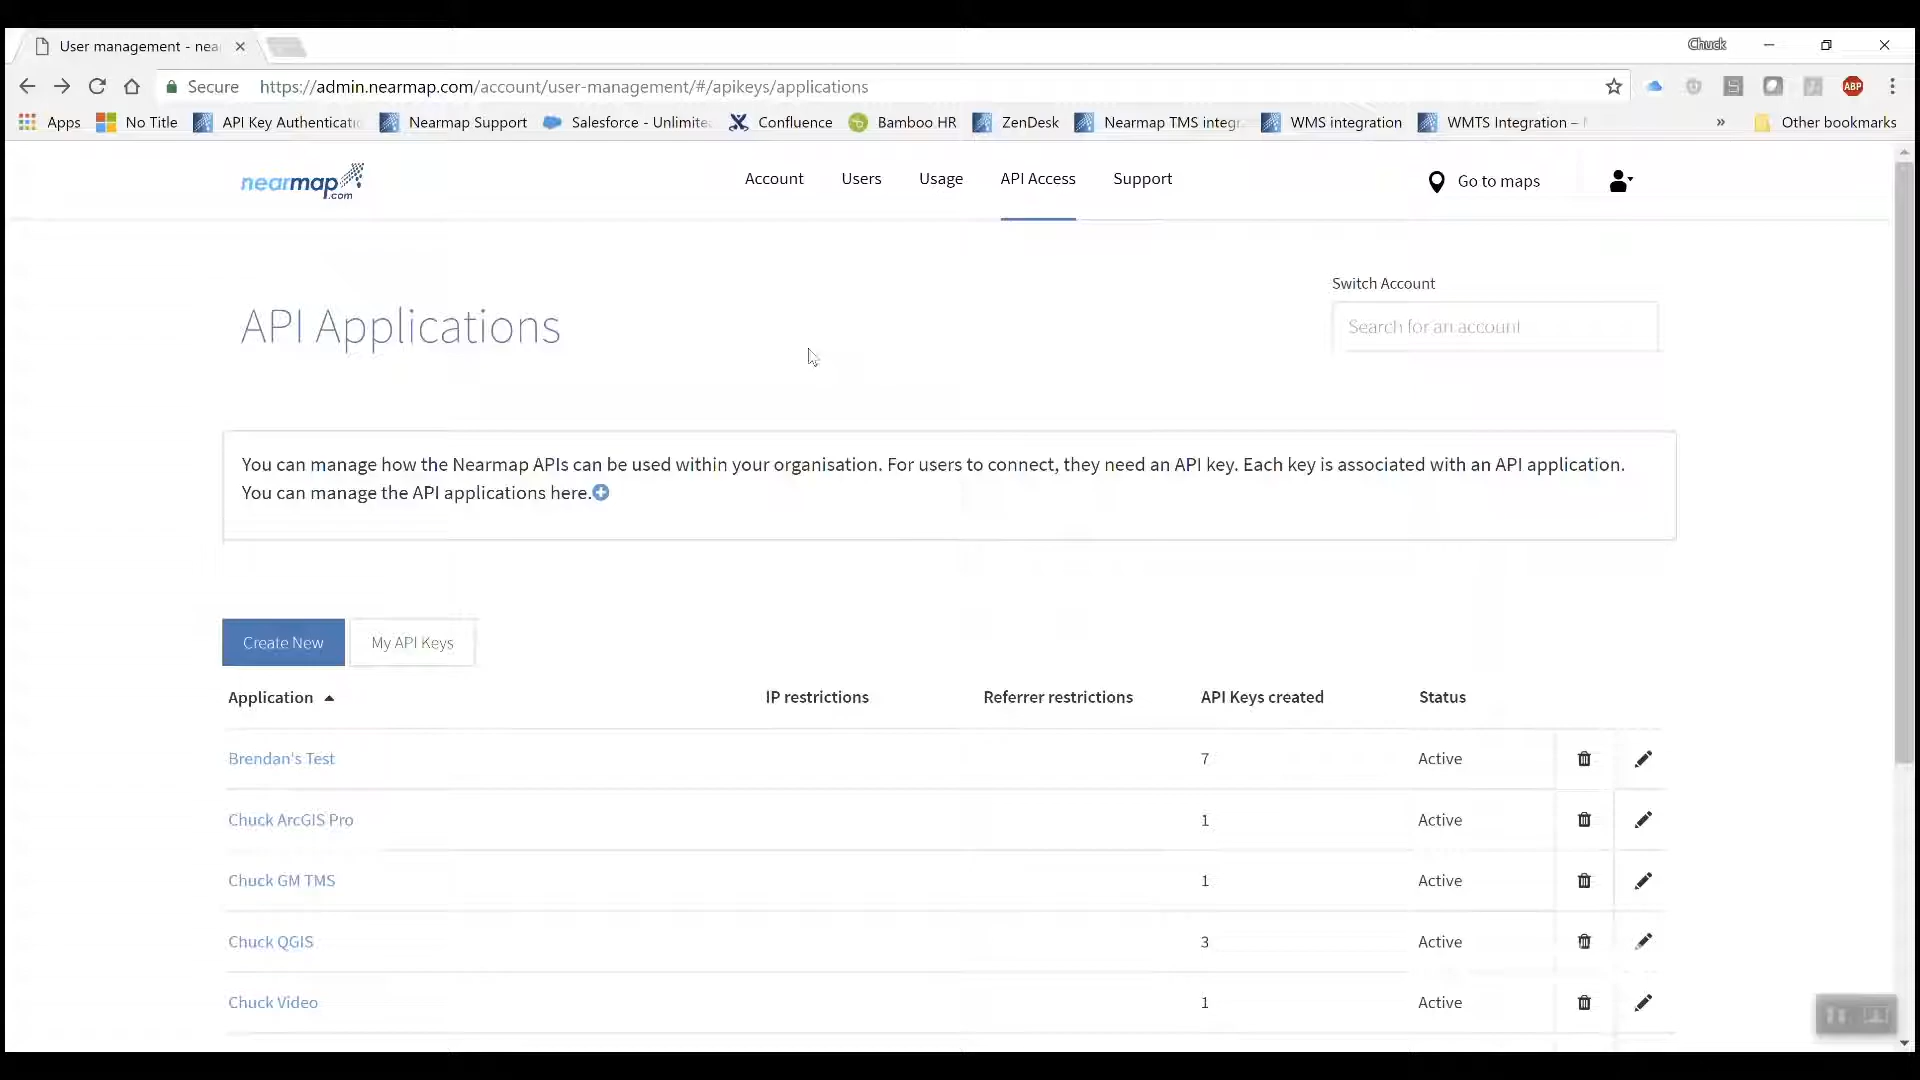 User management - nea
Chuck
Secure https://admin.nearmap.com/account/user-management/#/apikeys/applications
ABP
Apps No Title API Key Authenticati Nearmap Support Salesforce - Unlimite Confluence Bamboo HR ZenDesk Nearmap TMS integr WMS integration WMTS Integration – » Other bookmarks
nearmap.com
Account Users Usage API Access Support Go to maps
Switch Account
API Applications
Search for an account
You can manage how the Nearmap APIs can be used within your organisation. For users to connect, they need an API key. Each key is associated with an API application.
You can manage the API applications here.
Create New My API Keys
Application IP restrictions Referrer restrictions API Keys created Status
Brendan's Test 7 Active
Chuck ArcGIS Pro 1 Active
Chuck GM TMS 1 Active
Chuck QGIS 3 Active
Chuck Video 1 Active